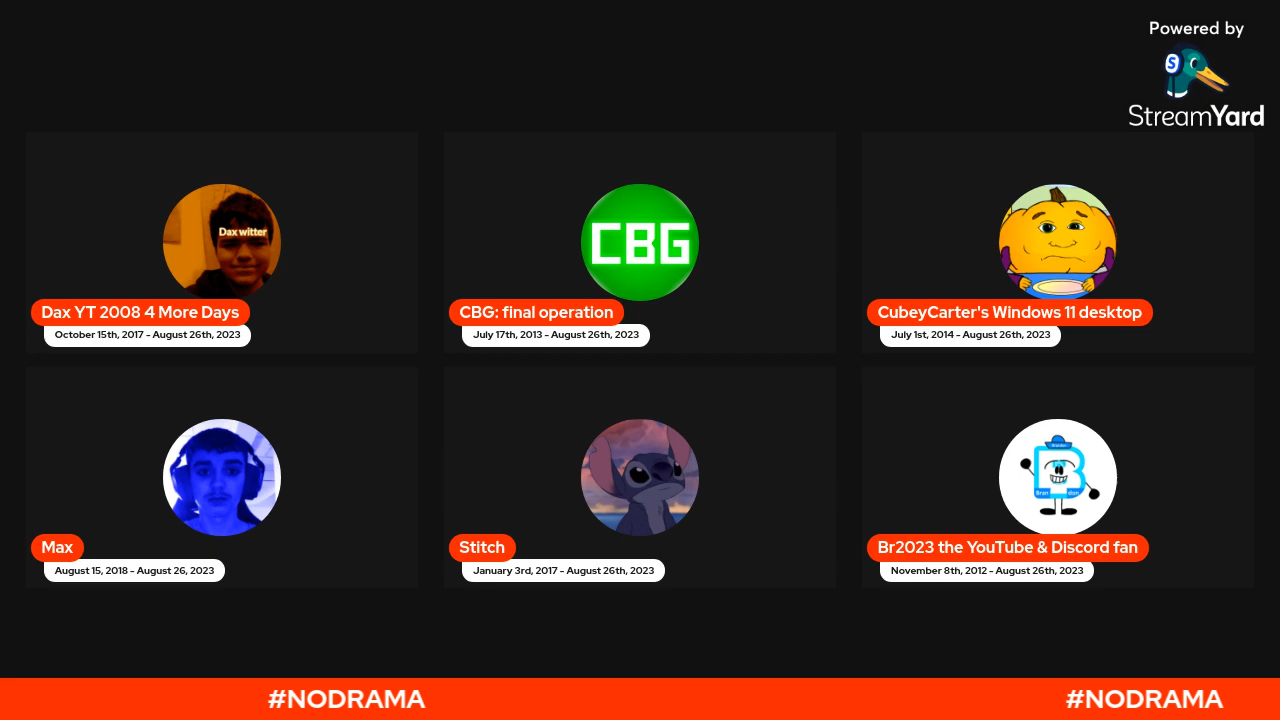 Powered by
S
StreamYard
Dax witter
CBG
Dax YT 2008 4 More Days
October 15th, 2017 - August 26th, 2023
CBG: final operation
July 17th, 2013 - August 26th, 2023
CubeyCarter's Windows 11 desktop
July 1st, 2014 - August 26th, 2023
B
Bran don
Max
August 15, 2018 - August 26, 2023
Stitch
January 3rd, 2017 - August 26th, 2023
Br2023 the YouTube & Discord fan
November 8th, 2012 - August 26th, 2023
#NODRAMA #NODRAMA